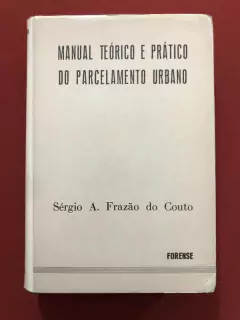 MANUAL TEÓRICO E PRÁTICO
DO PARCELAMENTO URBANO
Sérgio A. Frazão do Couto
FORENSE